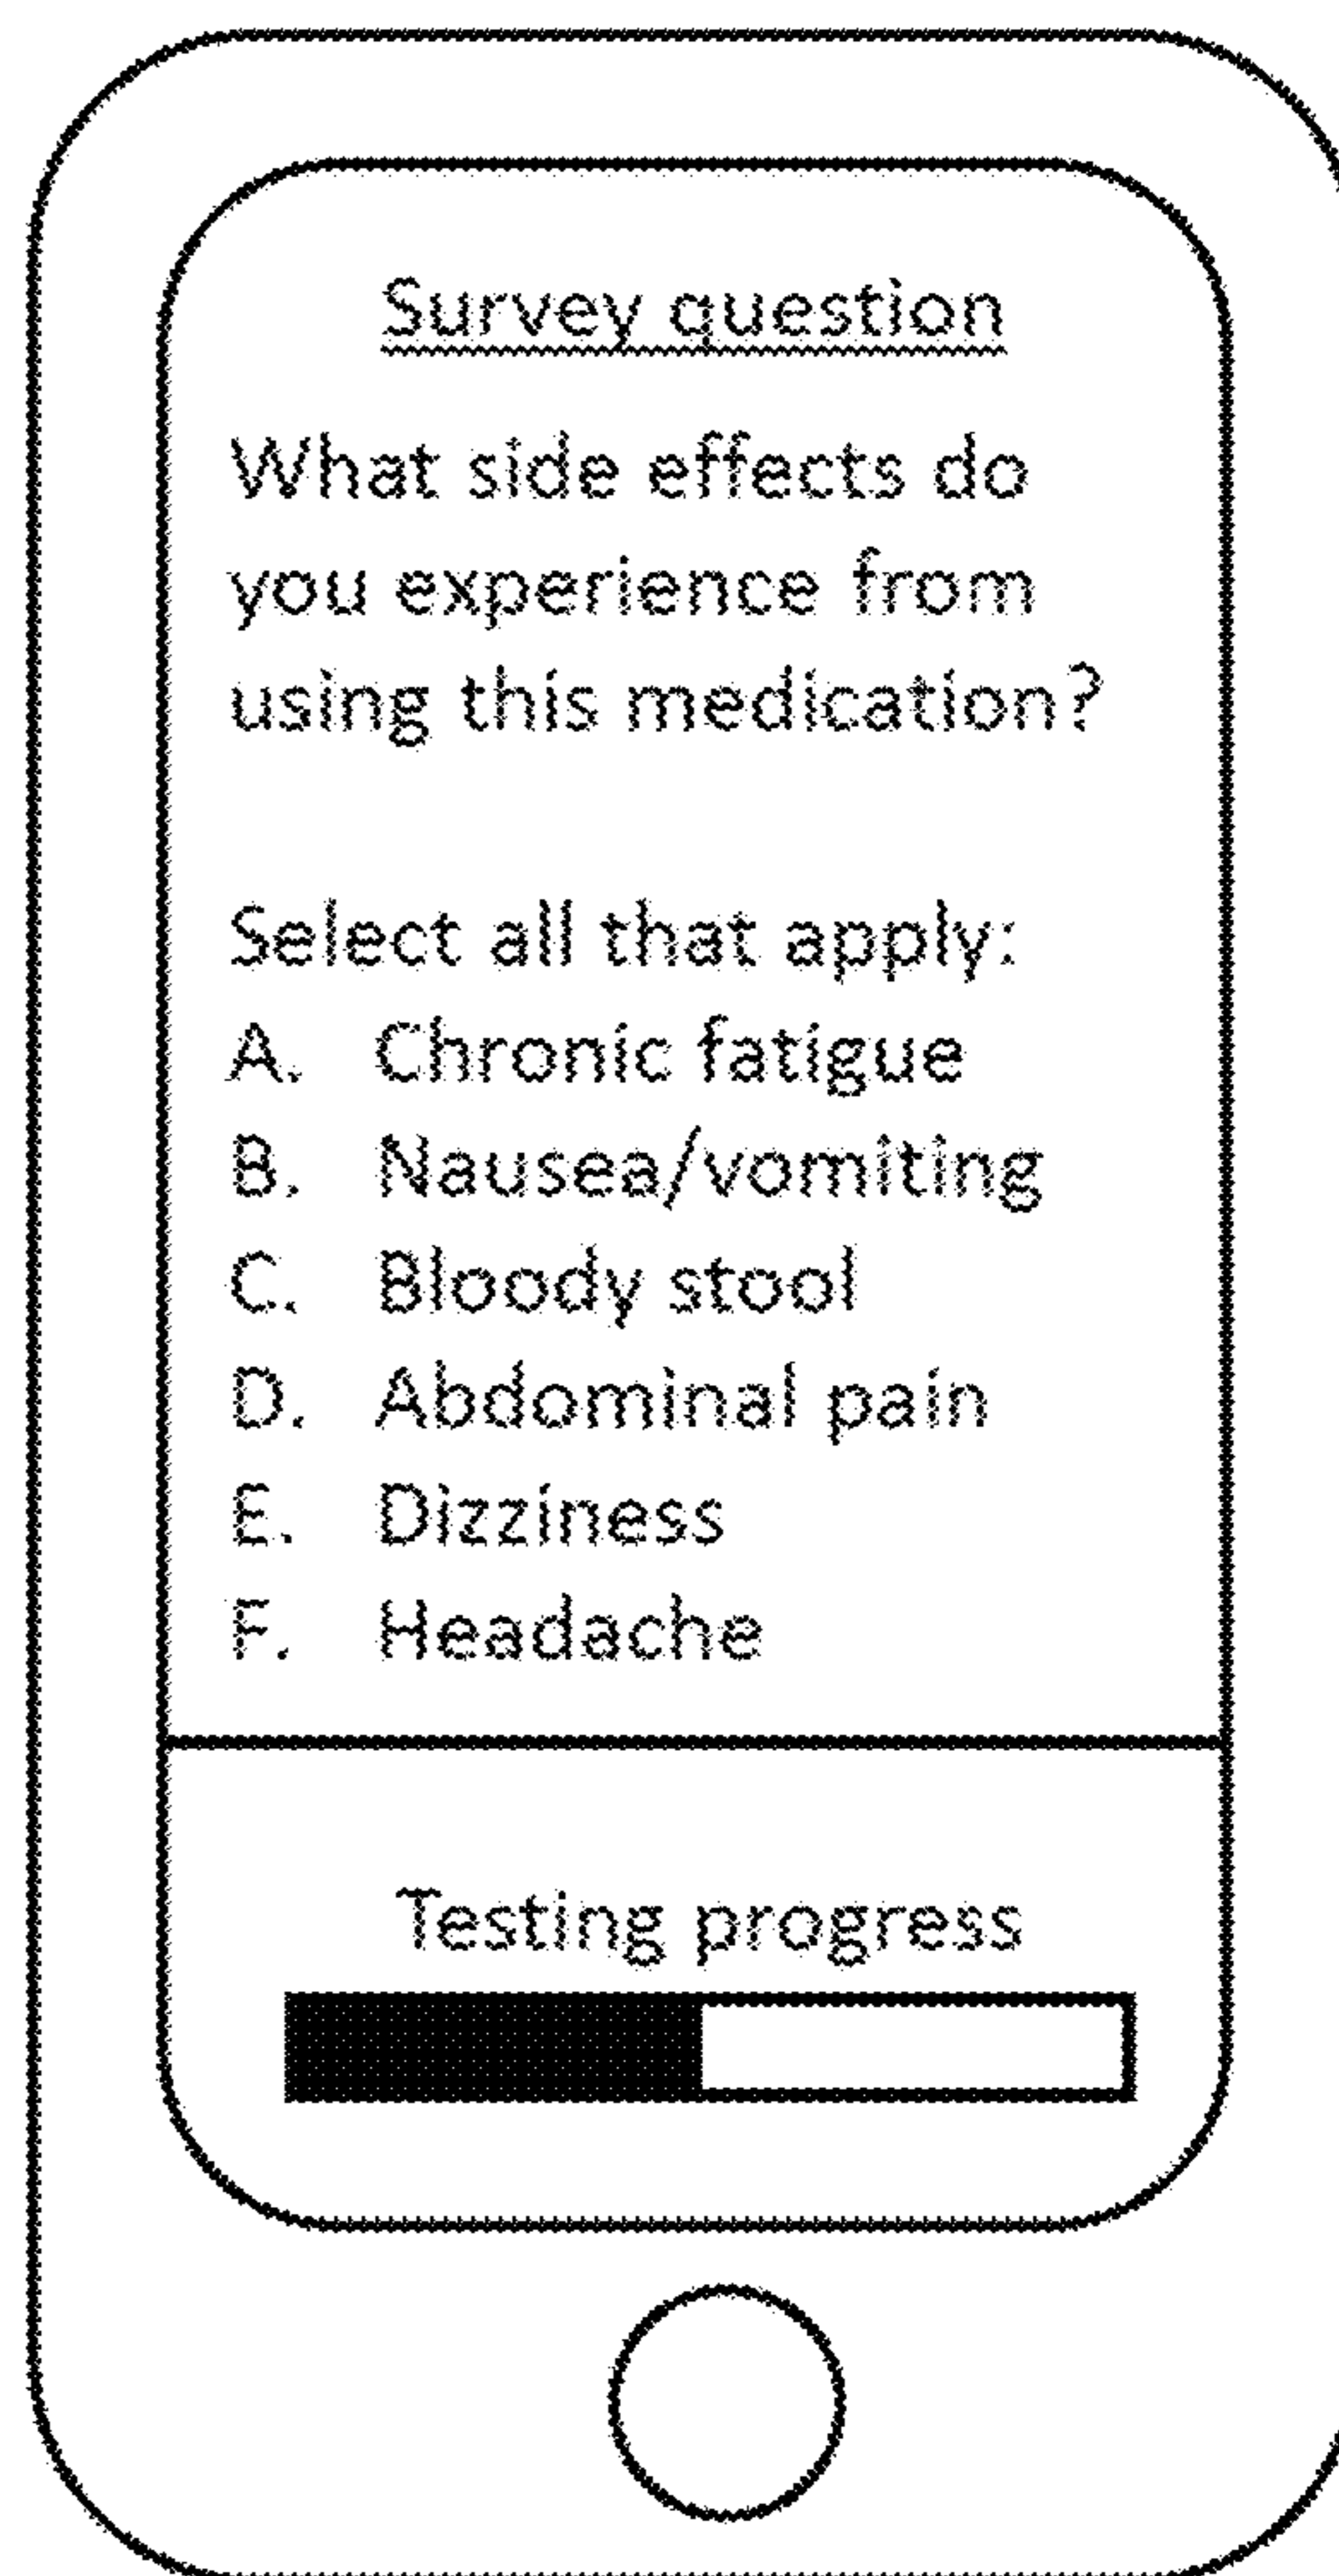 Survey question
What side effects do
you experience from
using this medication?
Select all that apply:
A. Chronic fatigue
B. Nausea/vomiting
C. Bloody stool
D. Abdominal pain
E. Dizziness
F. Headache
Testing progress